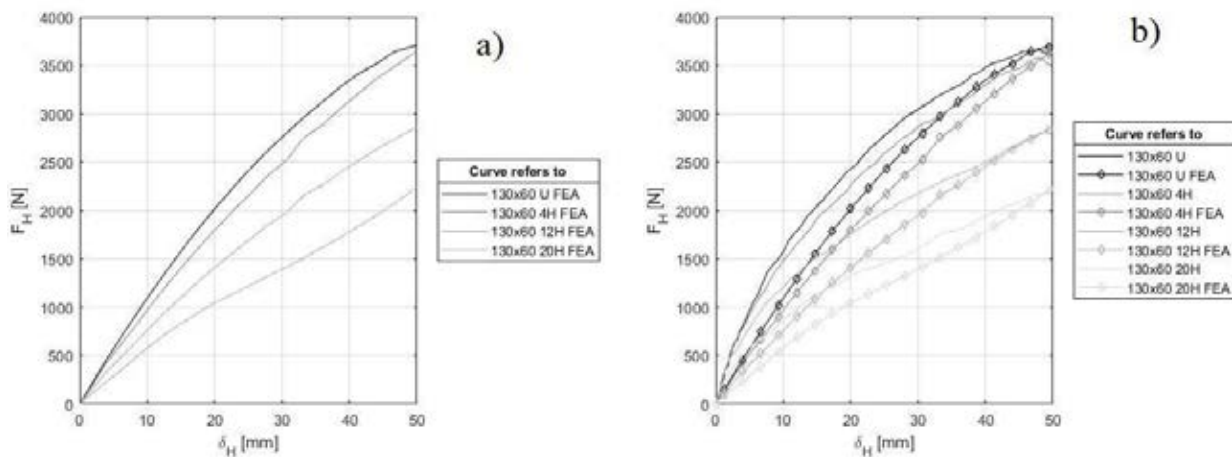 a)
4000
3500
3000
2500
2000
1500
1000
500
0
F_H [N]
0 10 20 30 40 50
δ_H [mm]
Curve refers to
130x60 U FEA
130x60 4H FEA
130x60 12H FEA
130x60 20H FEA
b)
4000
3500
3000
2500
2000
1500
1000
500
0
F_H [N]
0 10 20 30 40 50
δ_H [mm]
Curve refers to
130x60 U
130x60 U FEA
130x60 4H
130x60 4H FEA
130x60 12H
130x60 12H FEA
130x60 20H
130x60 20H FEA